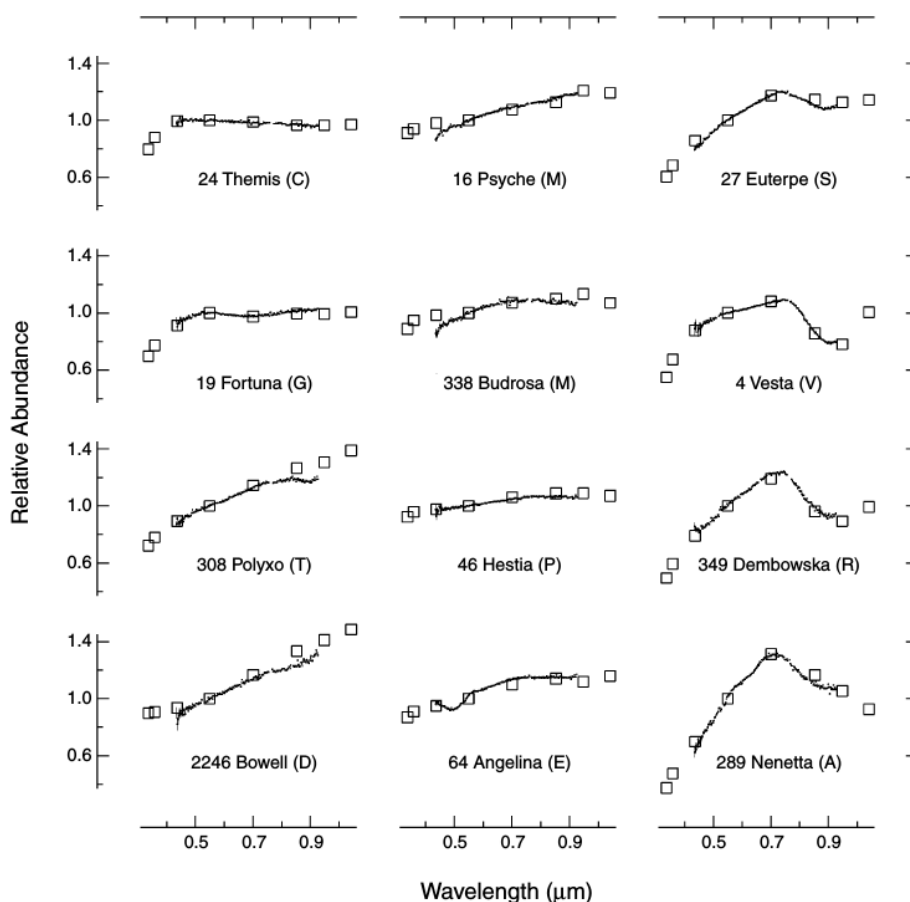 1.4
1.0
0.6
24 Themis (C)
16 Psyche (M)
27 Euterpe (S)
1.4
1.0
0.6
19 Fortuna (G)
338 Budrosa (M)
4 Vesta (V)
Relative Abundance
1.4
1.0
0.6
308 Polyxo (T)
46 Hestia (P)
349 Dembowska (R)
1.4
1.0
0.6
2246 Bowell (D)
64 Angelina (E)
289 Nenetta (A)
0.5 0.7 0.9
0.5 0.7 0.9
0.5 0.7 0.9
Wavelength (μm)